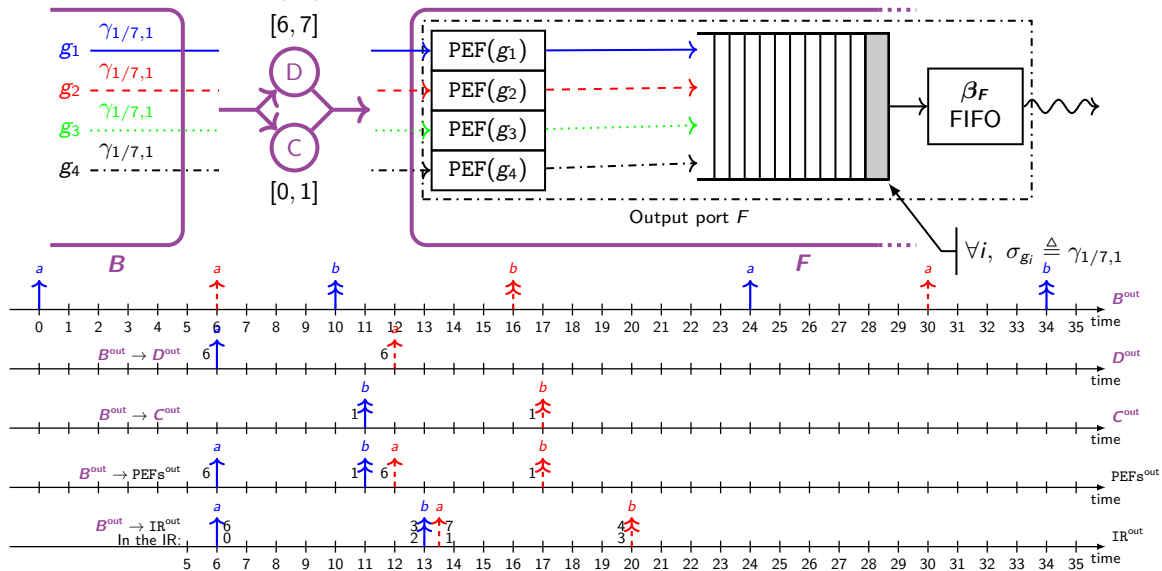 [6, 7]
g1 γ1/7,1
g2 γ1/7,1
g3 γ1/7,1
g4 γ1/7,1
D
C
[0, 1]
PEF(g1)
PEF(g2)
PEF(g3)
PEF(g4)
βF
FIFO
Output port F
∀i, σgi ≜ γ1/7,1
B
F
a a b b a a b
Bout
0 1 2 3 4 5 6 7 8 9 10 11 12 13 14 15 16 17 18 19 20 21 22 23 24 25 26 27 28 29 30 31 32 33 34 35 time
a a
Bout → Dout 6 6 Dout
time
b b
Bout → Cout 1 1 Cout
time
a b a b
Bout → PEFsout 6 1 6 1 PEFsout
time
a b a b
Bout → IRout 6 3 7 4 IRout
In the IR: 0 2 1 3
5 6 7 8 9 10 11 12 13 14 15 16 17 18 19 20 21 22 23 24 25 26 27 28 29 30 31 32 33 34 35 time